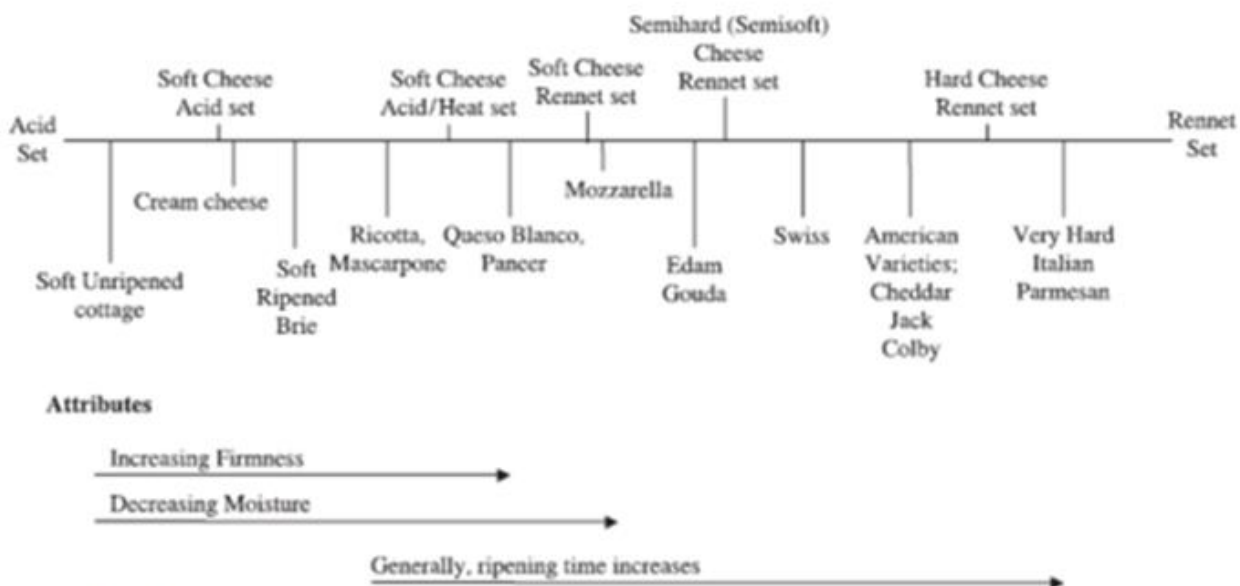 Semihard (Semisoft)
Cheese
Rennet set
Soft Cheese
Acid set
Soft Cheese
Acid/Heat set
Soft Cheese
Rennet set
Hard Cheese
Rennet set
Acid
Set
Rennet
Set
Cream cheese
Mozzarella
Soft Unripened
cottage
Soft
Ripened
Brie
Ricotta,
Mascarpone
Queso Blanco,
Paneer
Edam
Gouda
Swiss
American
Varieties;
Cheddar
Jack
Colby
Very Hard
Italian
Parmesan
Attributes
Increasing Firmness
Decreasing Moisture
Generally, ripening time increases